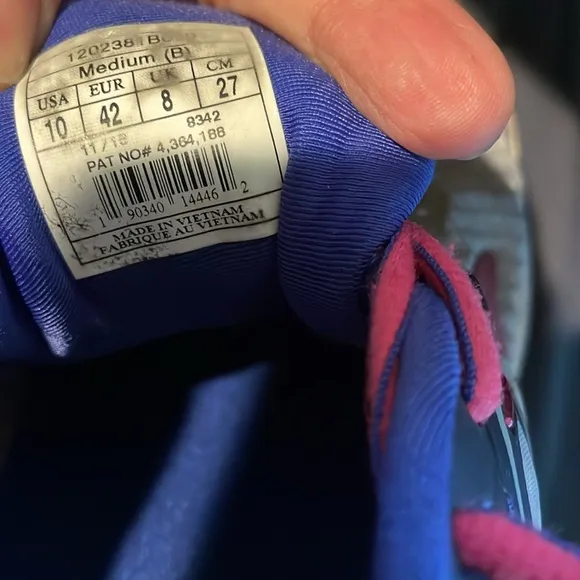 Medium (B)
USA EUR UK CM
10 42 8 27
8342
11/18
PAT NO# 4,364,188
1 90340 14446 2
MADE IN VIETNAM
FABRIQUE AU VIETNAM